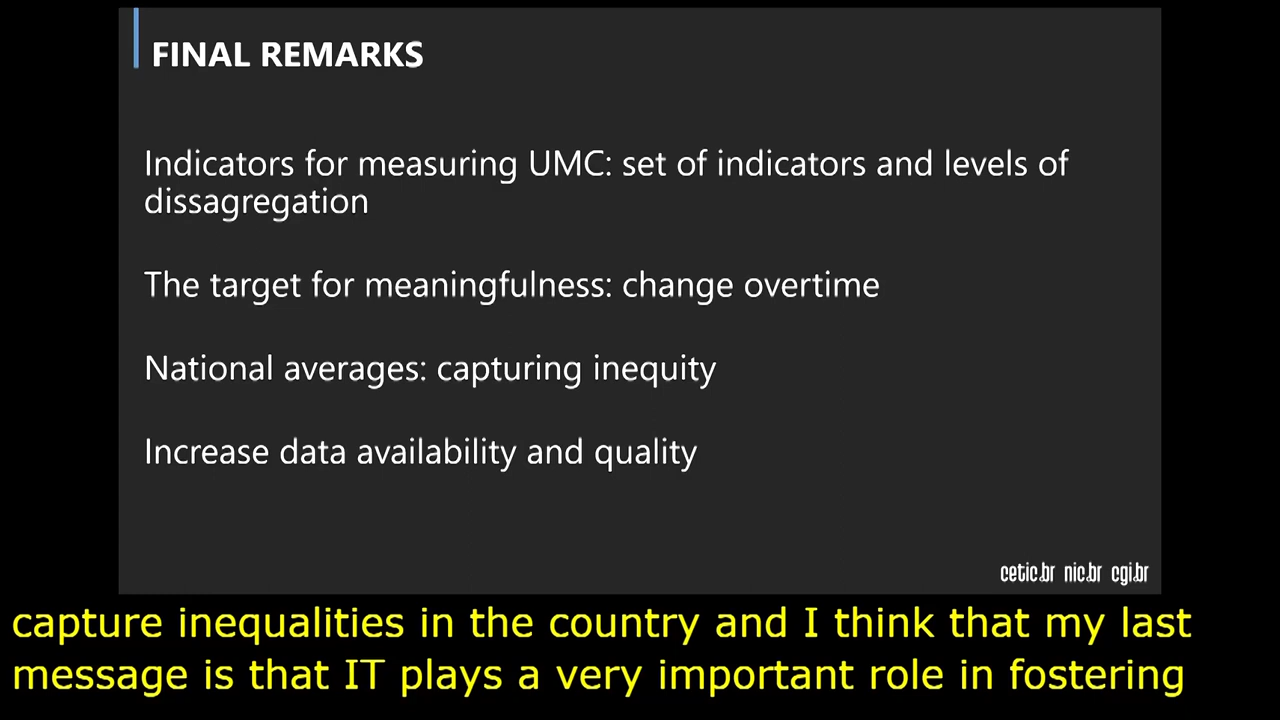 FINAL REMARKS
Indicators for measuring UMC: set of indicators and levels of
dissagregation
The target for meaningfulness: change overtime
National averages: capturing inequity
Increase data availability and quality
cetic.br nic.br cgi.br
capture inequalities in the country and I think that my last
message is that IT plays a very important role in fostering